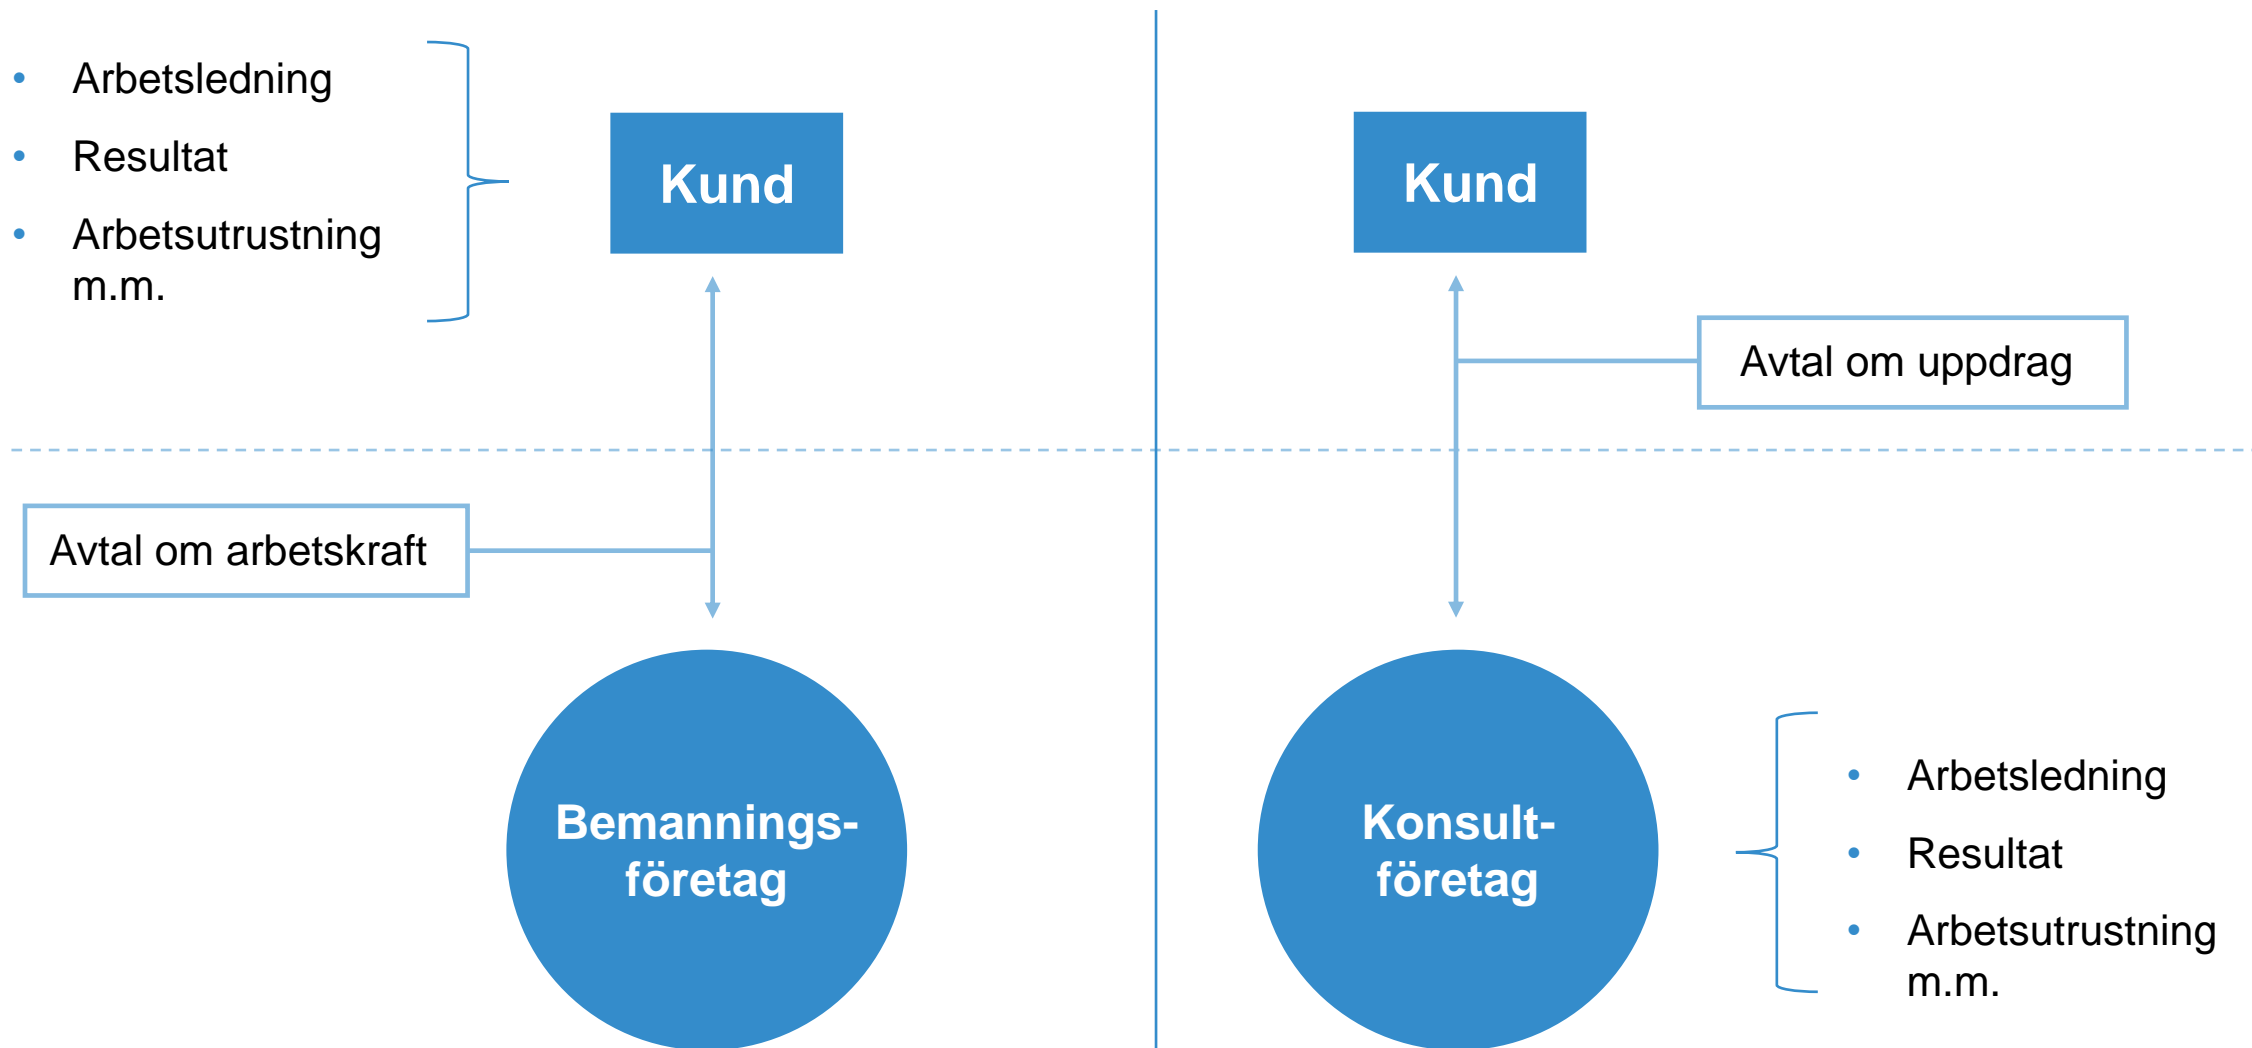 • Arbetsledning
• Resultat
• Arbetsutrustning
m.m.
Kund
Avtal om arbetskraft
Bemannings-
företag
Kund
Avtal om uppdrag
Konsult-
företag
• Arbetsledning
• Resultat
• Arbetsutrustning
m.m.